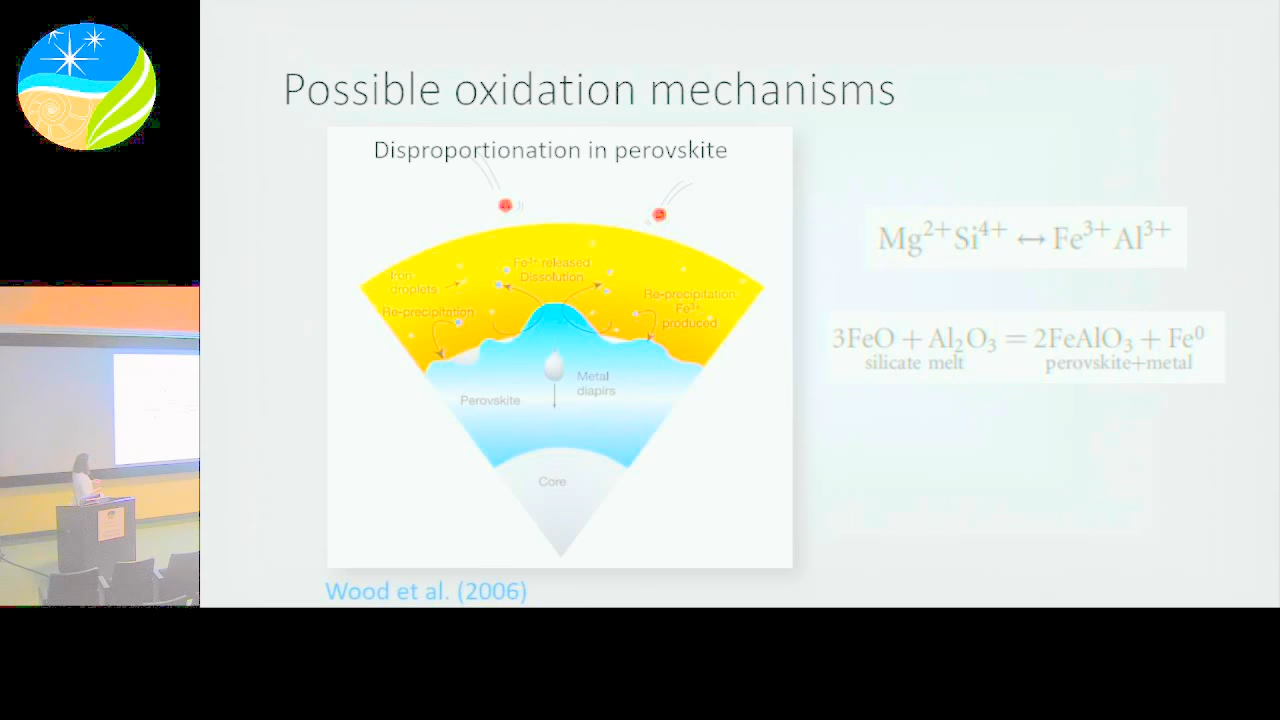 Possible oxidation mechanisms
Disproportionation in perovskite
Iron
droplets
Fe³⁺ released
Dissolution
Re-precipitation
Re-precipitation
Fe³⁺
produced
Metal
diapirs
Perovskite
Core
Mg²⁺Si⁴⁺ ↔ Fe³⁺Al³⁺
3FeO + Al₂O₃ = 2FeAlO₃ + Fe⁰
silicate melt perovskite+metal
Wood et al. (2006)